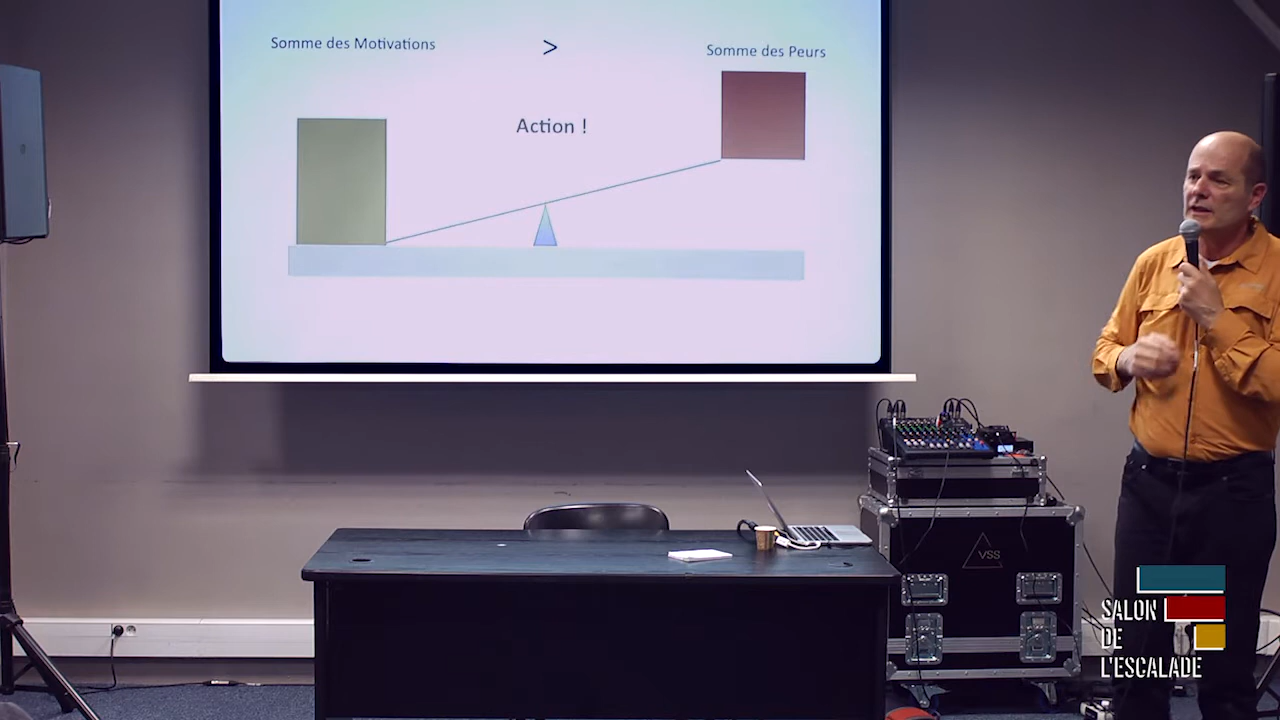 Somme des Motivations
>
Somme des Peurs
Action !
VSS
SALON
DE
L'ESCALADE